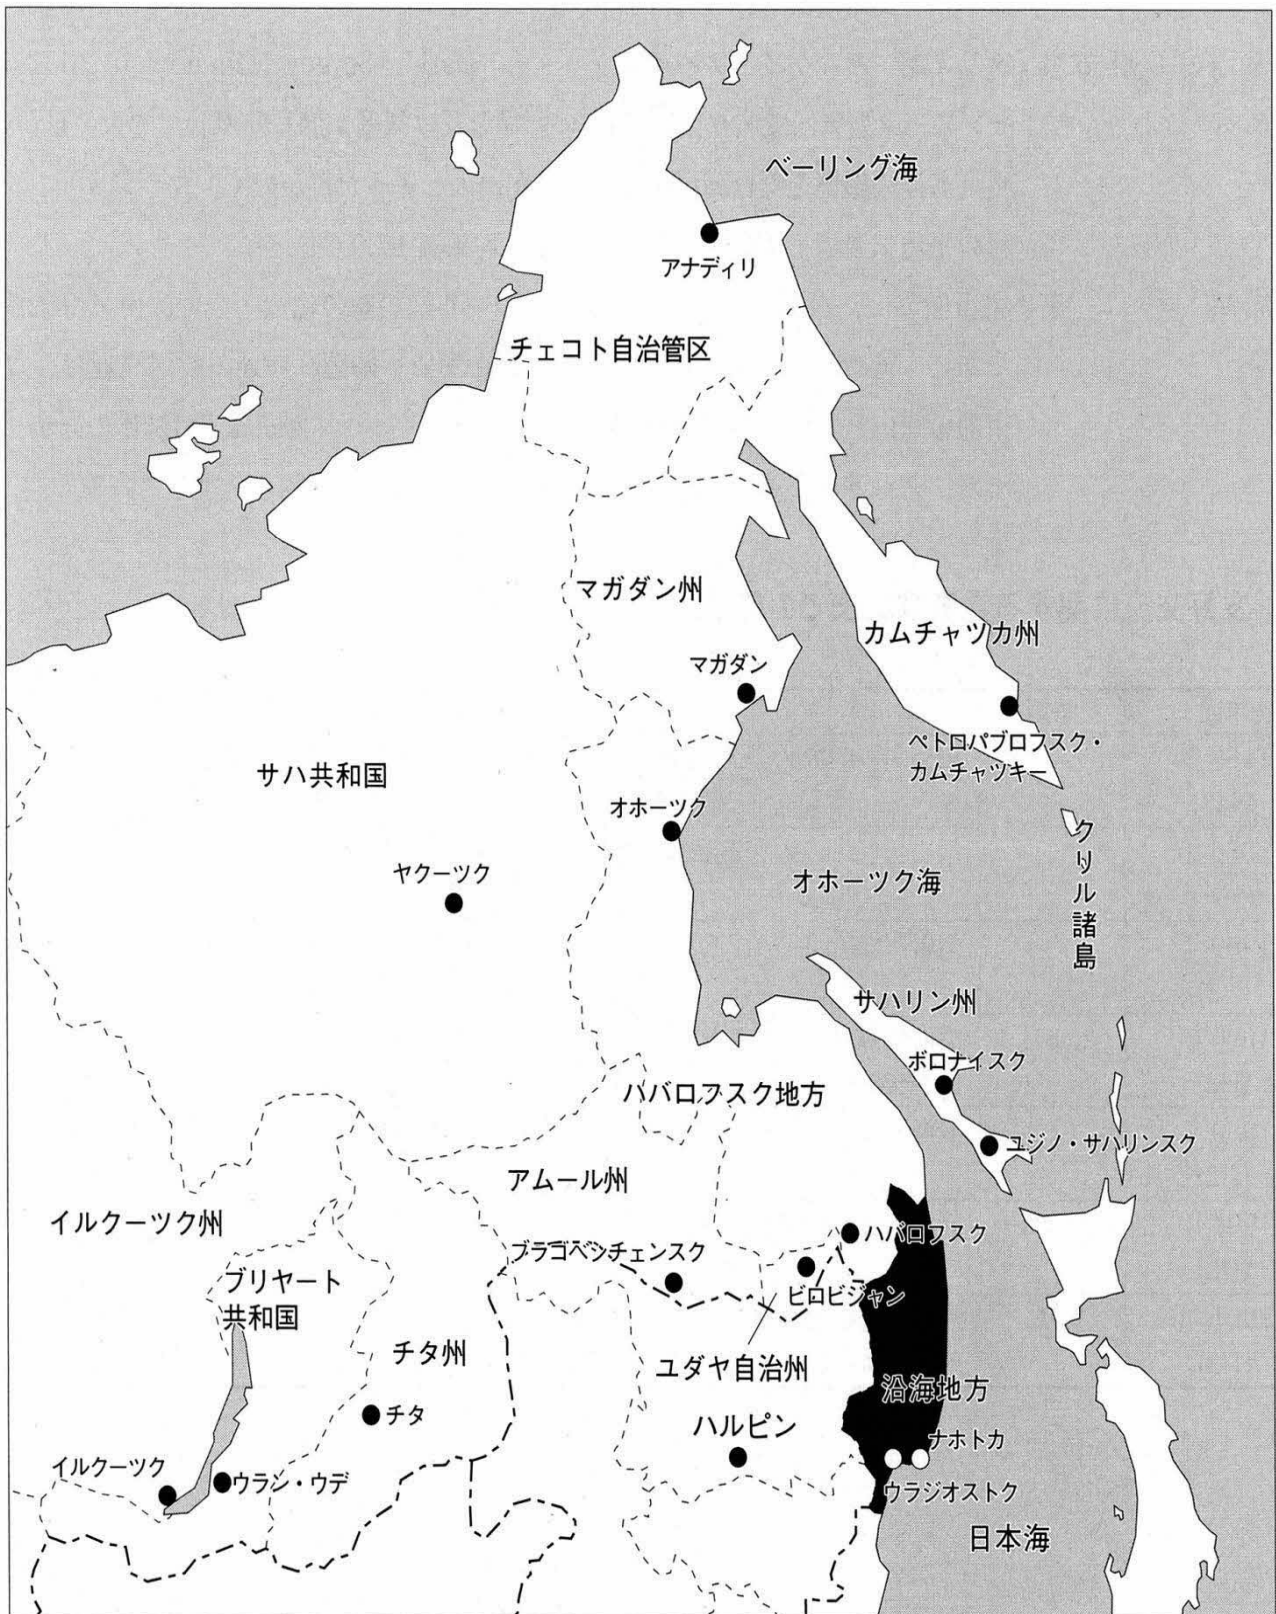 ベーリング海
アナディリ
チェコト自治管区
マガダン州
カムチャツカ州
マガダン
ペトロパブロフスク・
カムチャツキー
サハ共和国
オホーツク
クリル諸島
ヤクーツク
オホーツク海
サハリン州
ボロナイスク
ハバロフスク地方
ユジノ・サハリンスク
アムール州
イルクーツク州
ハバロフスク
ブラゴベシチェンスク
ブリヤート
共和国
ビロビジャン
チタ州
ユダヤ自治州
沿海地方
チタ
ハルピン
ナホトカ
イルクーツク
ウラン・ウデ
ウラジオストク
日本海